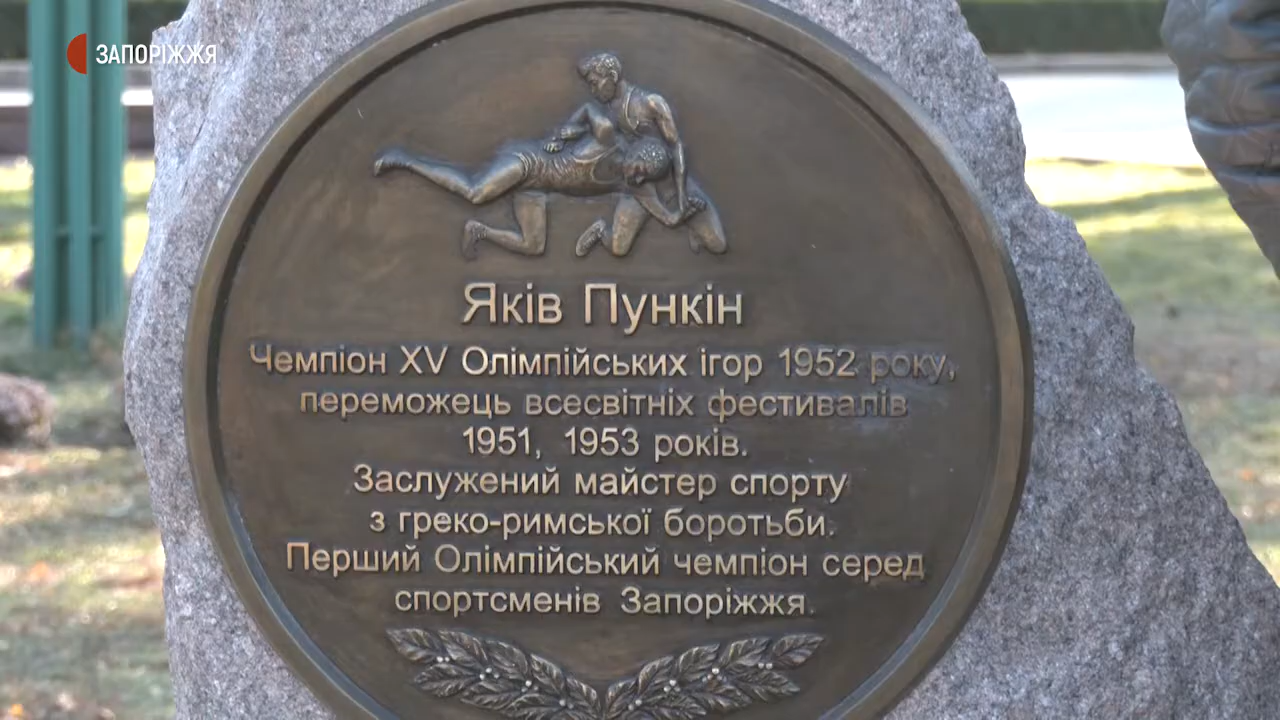 ЗАПОРІЖЖЯ
Яків Пункін
Чемпіон XV Олімпійських ігор 1952 року,
переможець всесвітніх фестивалів
1951, 1953 років.
Заслужений майстер спорту
з греко-римської боротьби.
Перший Олімпійський чемпіон серед
спортсменів Запоріжжя.